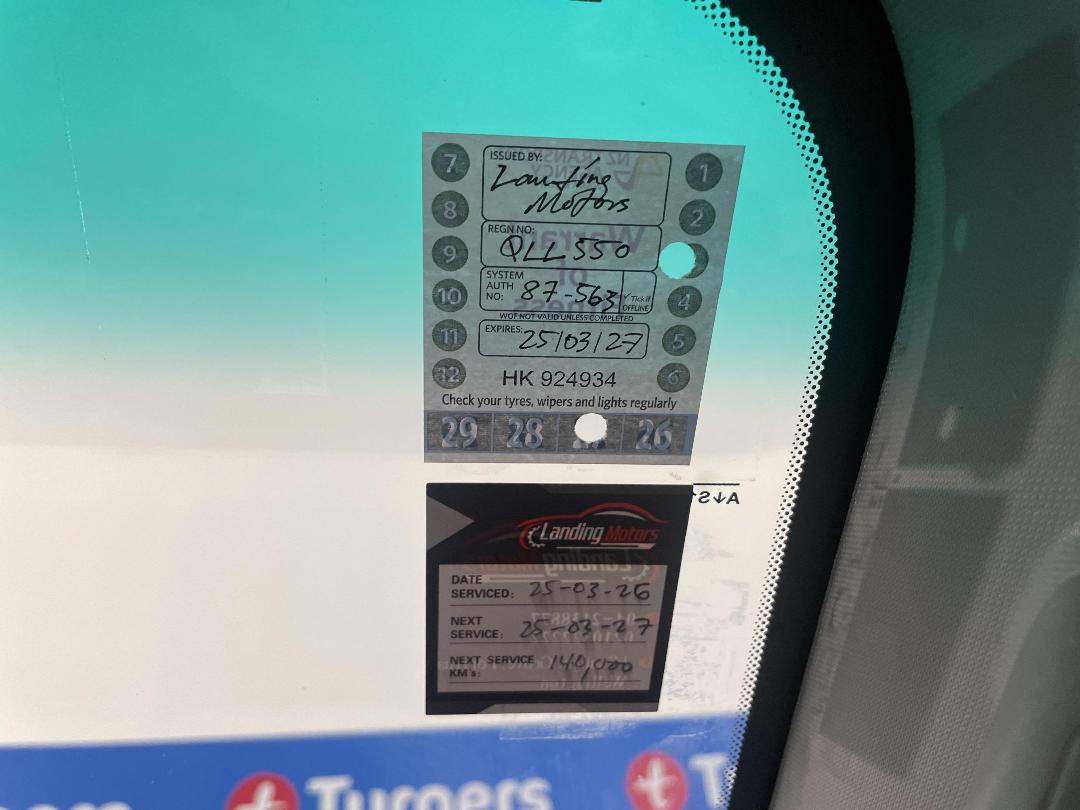 7
ISSUED BY:
Landing
Motors
1
8
2
REGN NO:
QLL550
9
SYSTEM
AUTH
NO:
87-563
✓ Tick if
OFFLINE
10
4
WOF NOT VALID UNLESS COMPLETED
11
EXPIRES:
25/03/27
5
12
HK 924934
6
Check your tyres, wipers and lights regularly
29 28 26
Landing Motors
DATE
SERVICED: 25-03-26
NEXT
SERVICE: 25-03-27
NEXT SERVICE
KM's: 140,000
Turners